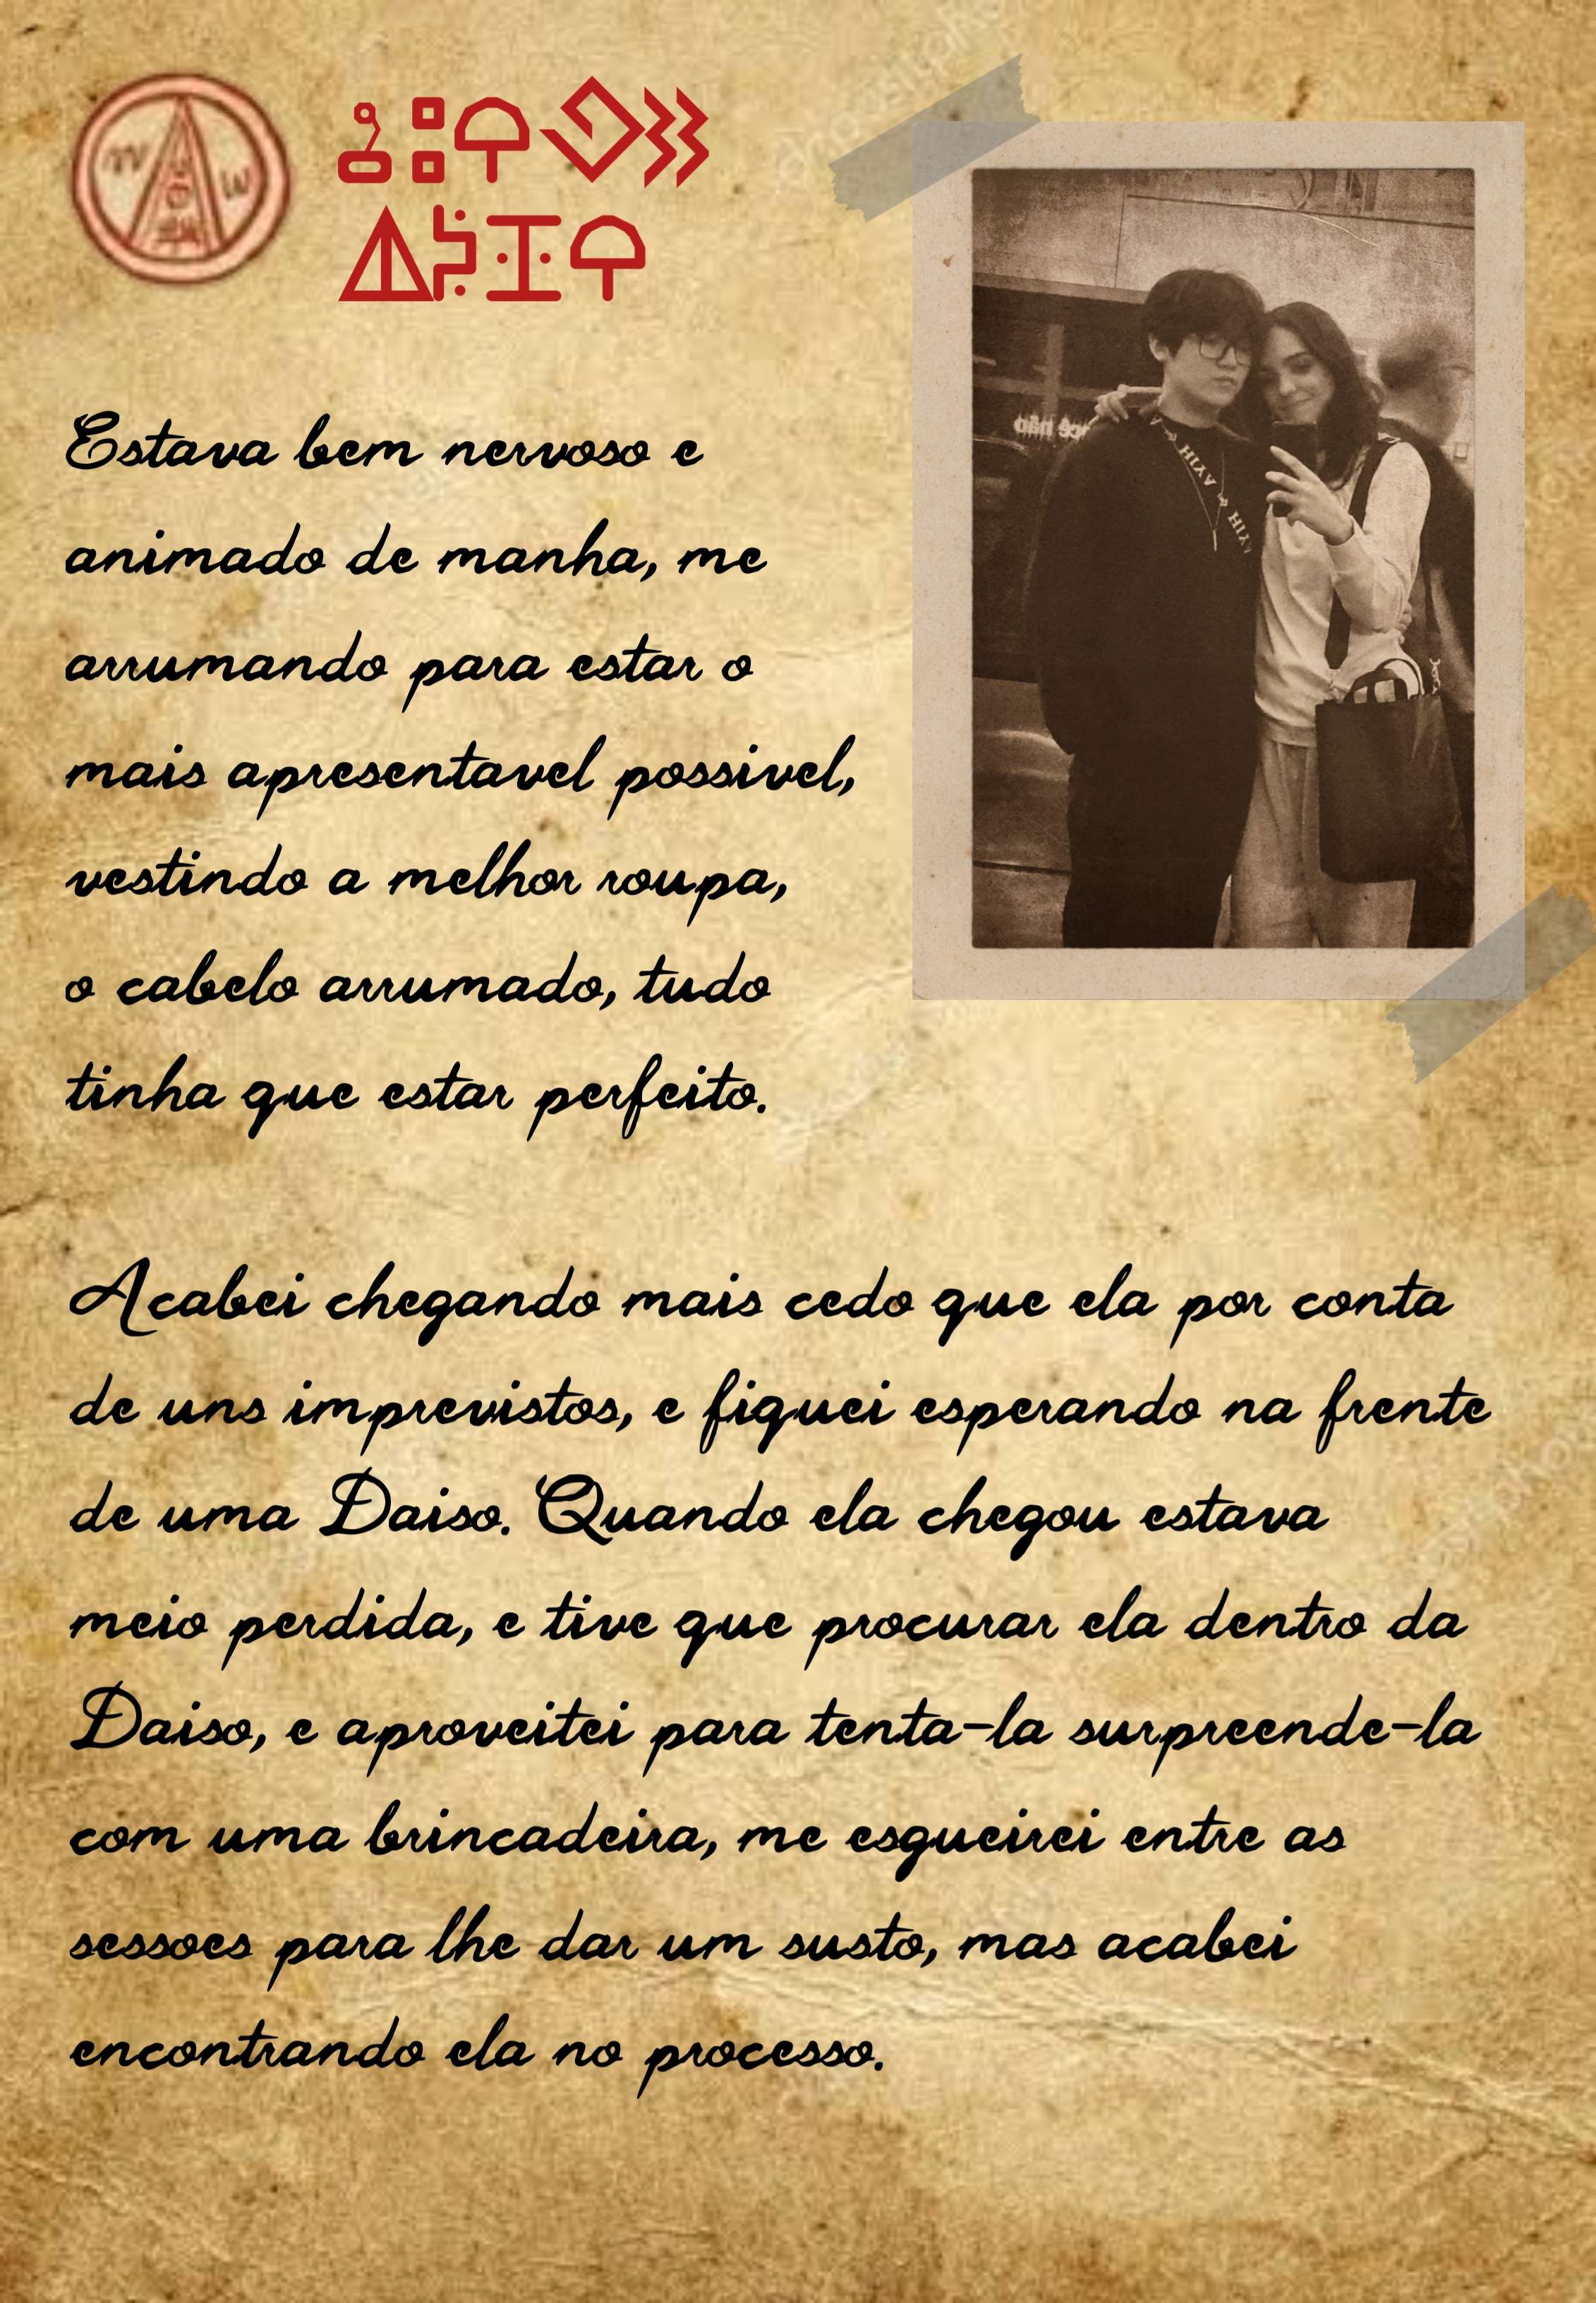 Estava bem nervoso e
animado de manha, me
arrumando para estar o
mais apresentavel possivel,
vestindo a melhor roupa,
o cabelo arrumado, tudo
tinha que estar perfeito.
Acabei chegando mais cedo que ela por conta
de uns imprevistos, e fiquei esperando na frente
de uma Daiso. Quando ela chegou estava
meio perdida, e tive que procurar ela dentro da
Daiso, e aproveitei para tenta-la surpreende-la
com uma brincadeira, me esgueirei entre as
sessoes para lhe dar um susto, mas acabei
encontrando ela no processo.